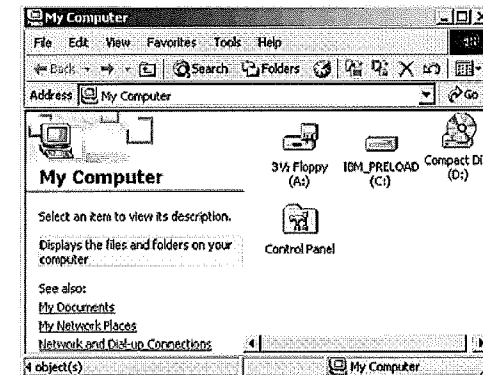 My Computer
File Edit View Favorites Tools Help
Back Search Folders
Address My Computer Go
3½ Floppy (A:)
IBM_PRELOAD (C:)
Compact Di (D:)
My Computer
Select an item to view its description.
Displays the files and folders on your
computer
Control Panel
See also:
My Documents
My Network Places
Network and Dial-up Connections
4 object(s) My Computer